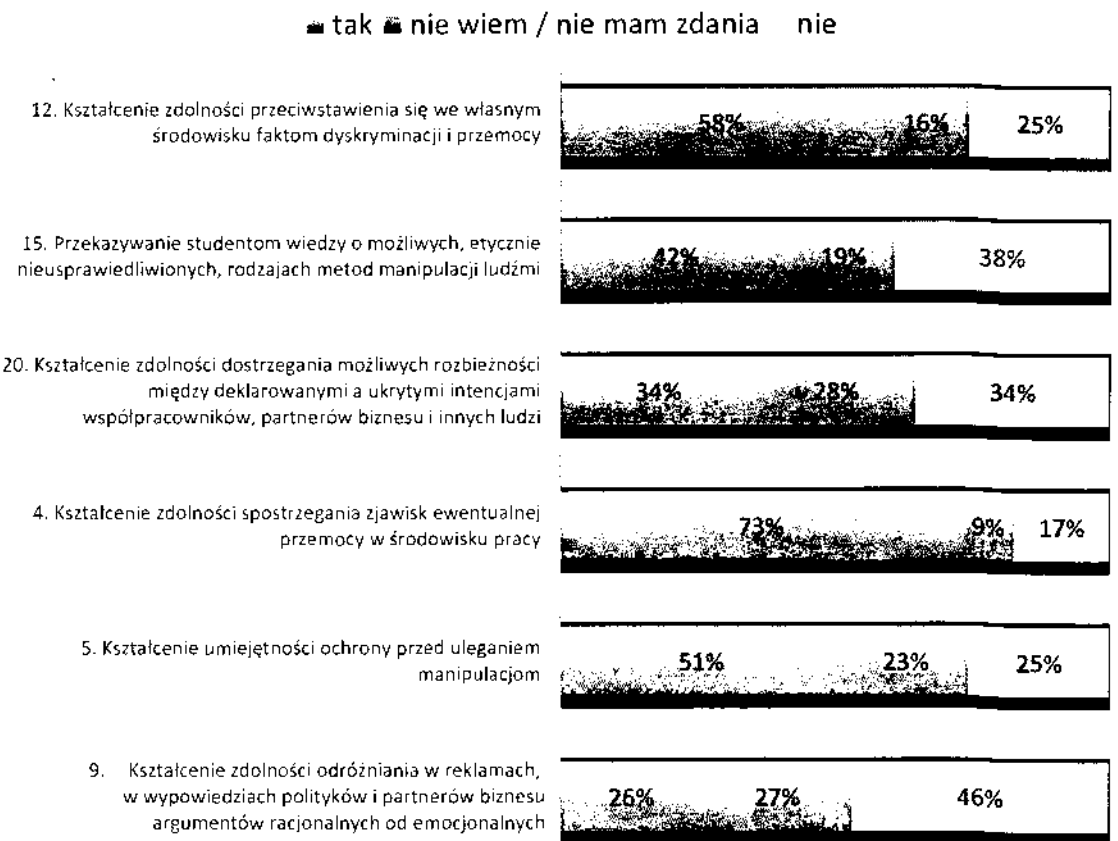 tak nie wiem / nie mam zdania nie
12. Kształcenie zdolności przeciwstawienia się we własnym
środowisku faktom dyskryminacji i przemocy
58% 16% 25%
15. Przekazywanie studentom wiedzy o możliwych, etycznie
nieusprawiedliwionych, rodzajach metod manipulacji ludźmi
42% 19% 38%
20. Kształcenie zdolności dostrzegania możliwych rozbieżności
między deklarowanymi a ukrytymi intencjami
współpracowników, partnerów biznesu i innych ludzi
34% 28% 34%
4. Kształcenie zdolności spostrzegania zjawisk ewentualnej
przemocy w środowisku pracy
73% 9% 17%
5. Kształcenie umiejętności ochrony przed uleganiem
manipulacjom
51% 23% 25%
9. Kształcenie zdolności odróżniania w reklamach,
w wypowiedziach polityków i partnerów biznesu
argumentów racjonalnych od emocjonalnych
26% 27% 46%